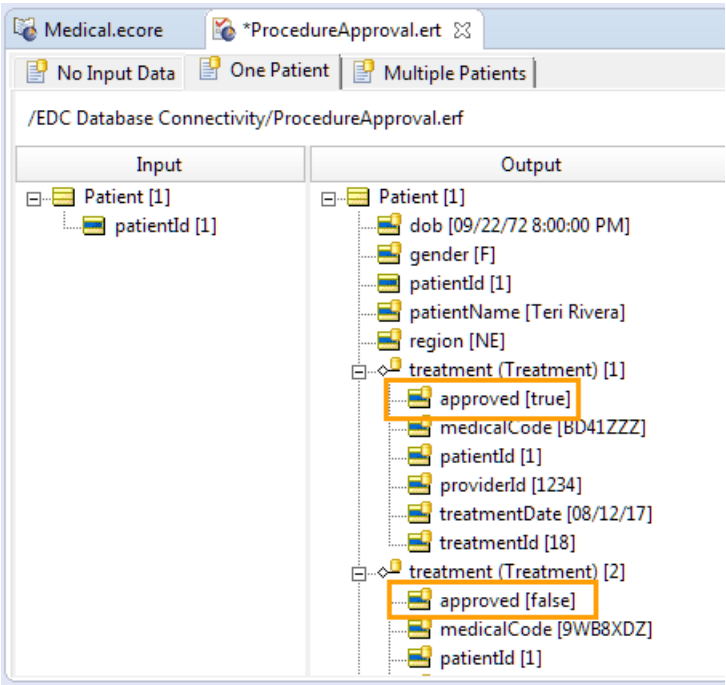 Medical.ecore *ProcedureApproval.ert
No Input Data One Patient Multiple Patients
/EDC Database Connectivity/ProcedureApproval.erf
Input Output
Patient [1] Patient [1]
patientId [1] dob [09/22/72 8:00:00 PM]
gender [F]
patientId [1]
patientName [Teri Rivera]
region [NE]
treatment (Treatment) [1]
approved [true]
medicalCode [BD41ZZZ]
patientId [1]
providerId [1234]
treatmentDate [08/12/17]
treatmentId [18]
treatment (Treatment) [2]
approved [false]
medicalCode [9WB8XDZ]
patientId [1]